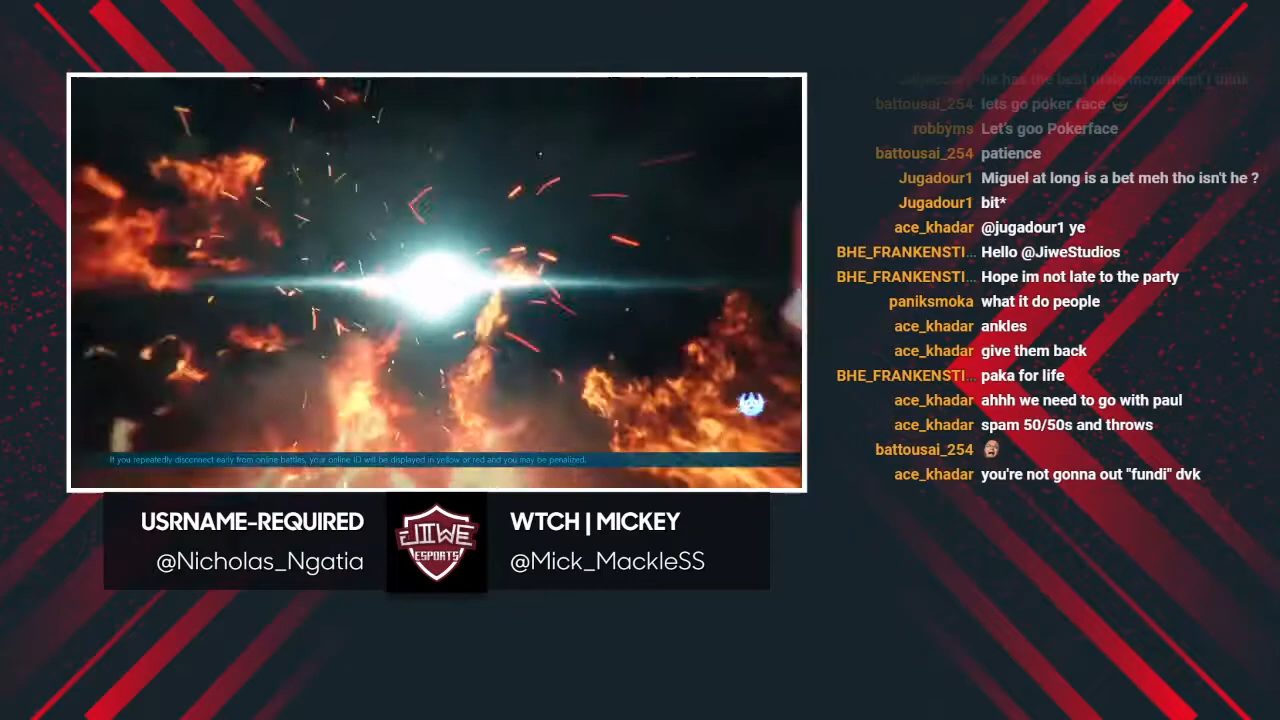 he has the best
battousai_254 lets go poker face
robbyms Let's goo Pokerface
battousai_254 patience
Jugadour1 Miguel at long is a bet meh tho isn't he ?
Jugadour1 bit*
ace_khadar @jugadour1 ye
BHE_FRANKENSTI... Hello @JiweStudios
BHE_FRANKENSTI... Hope im not late to the party
paniksmoka what it do people
ace_khadar ankles
ace_khadar give them back
BHE_FRANKENSTI... paka for life
ace_khadar ahhh we need to go with paul
ace_khadar spam 50/50s and throws
battousai_254
ace_khadar you're not gonna out "fundi" dvk
If you repeatedly disconnect early from online battles, your online ID will be displayed in yellow or red and you may be penalized.
USRNAME-REQUIRED
@Nicholas_Ngatia
JIWE
ESPORTS
WTCH | MICKEY
@Mick_MackleSS